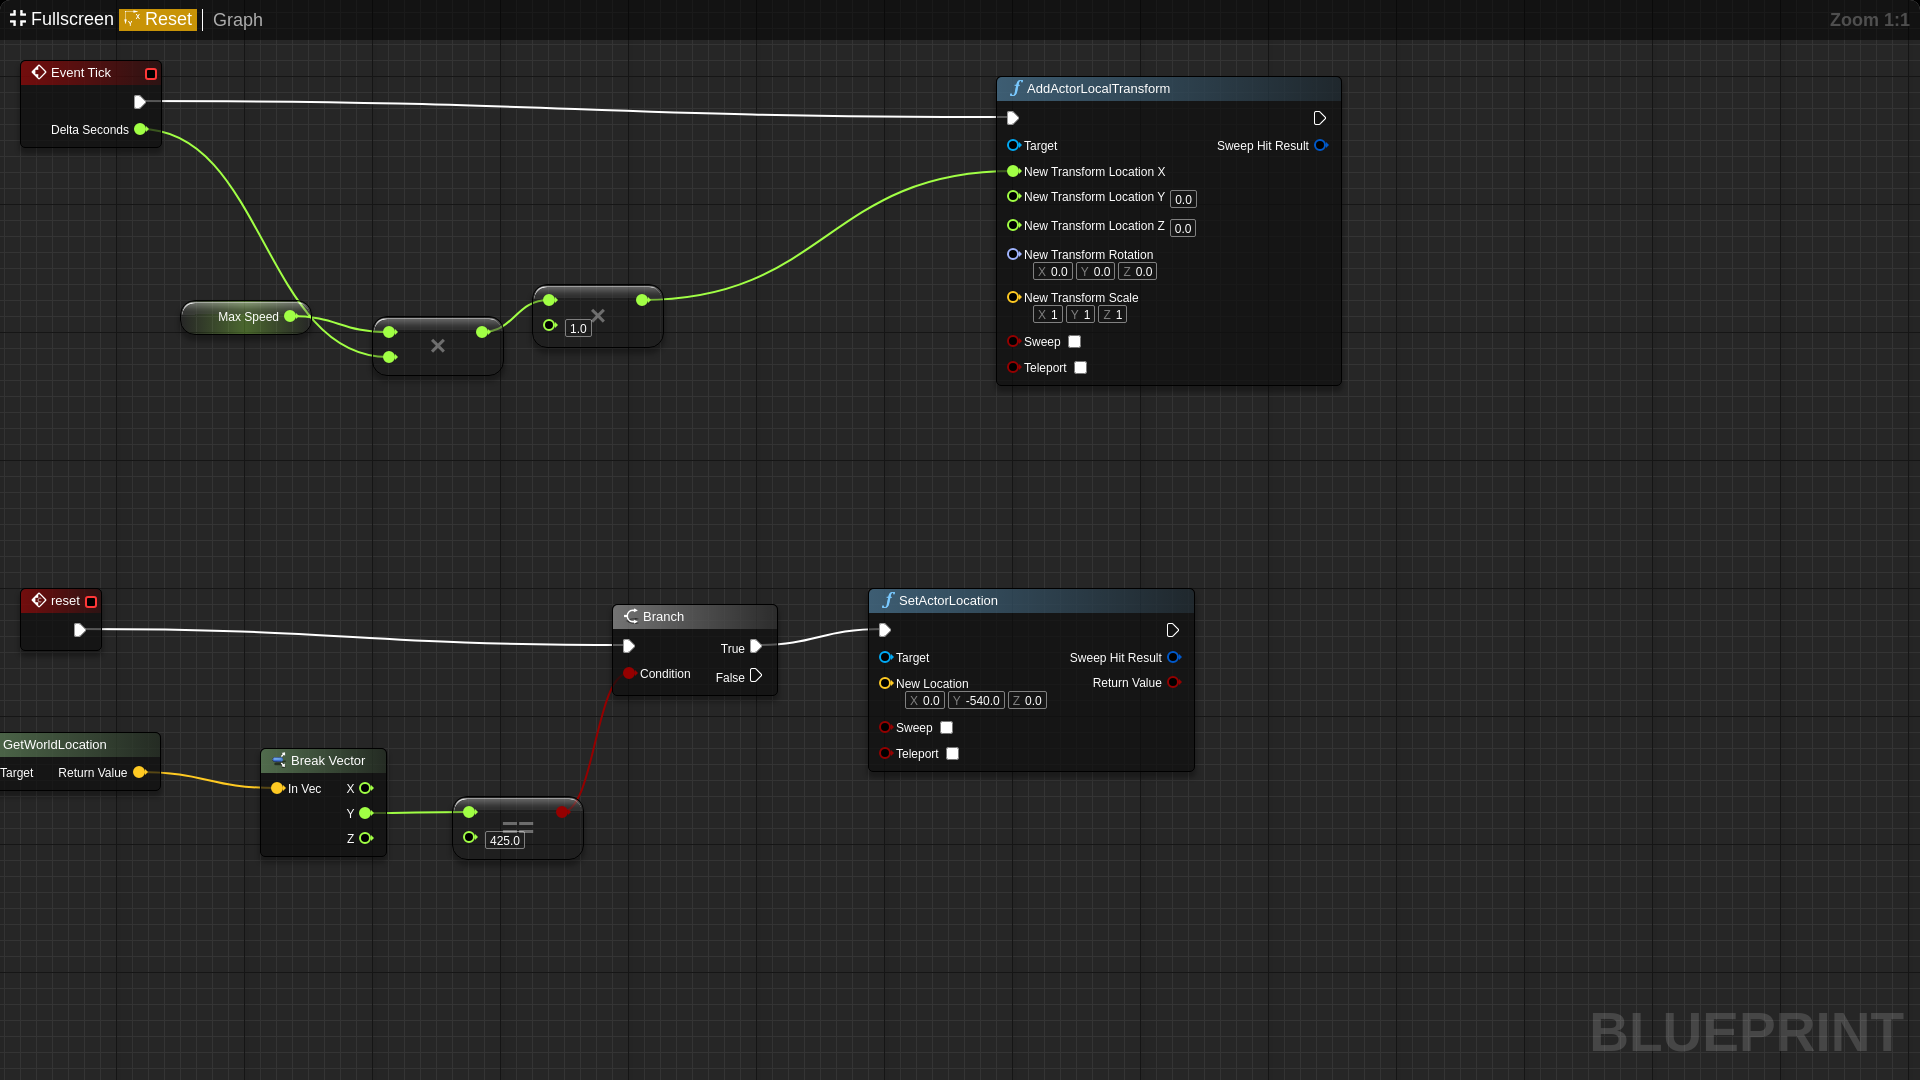 Fullscreen Reset Graph Zoom 1:1
Event Tick
Delta Seconds
AddActorLocalTransform
Target Sweep Hit Result
New Transform Location X
New Transform Location Y 0.0
New Transform Location Z 0.0
New Transform Rotation
X 0.0 Y 0.0 Z 0.0
New Transform Scale
X 1 Y 1 Z 1
Sweep
Teleport
Max Speed
1.0
reset
Branch
True
Condition
False
SetActorLocation
Target Sweep Hit Result
New Location Return Value
X 0.0 Y -540.0 Z 0.0
Sweep
Teleport
GetWorldLocation
Target Return Value
Break Vector
In Vec X
Y
Z
==
425.0
BLUEPRINT